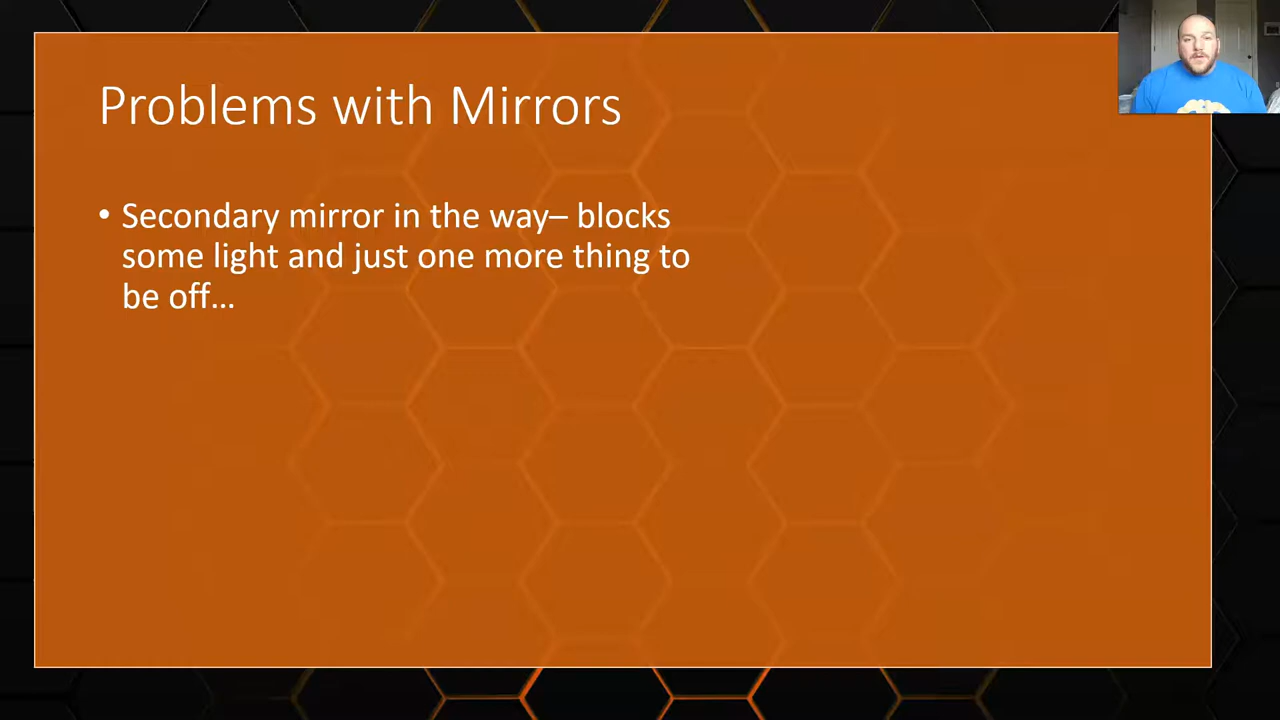 Problems with Mirrors
• Secondary mirror in the way– blocks
some light and just one more thing to
be off…